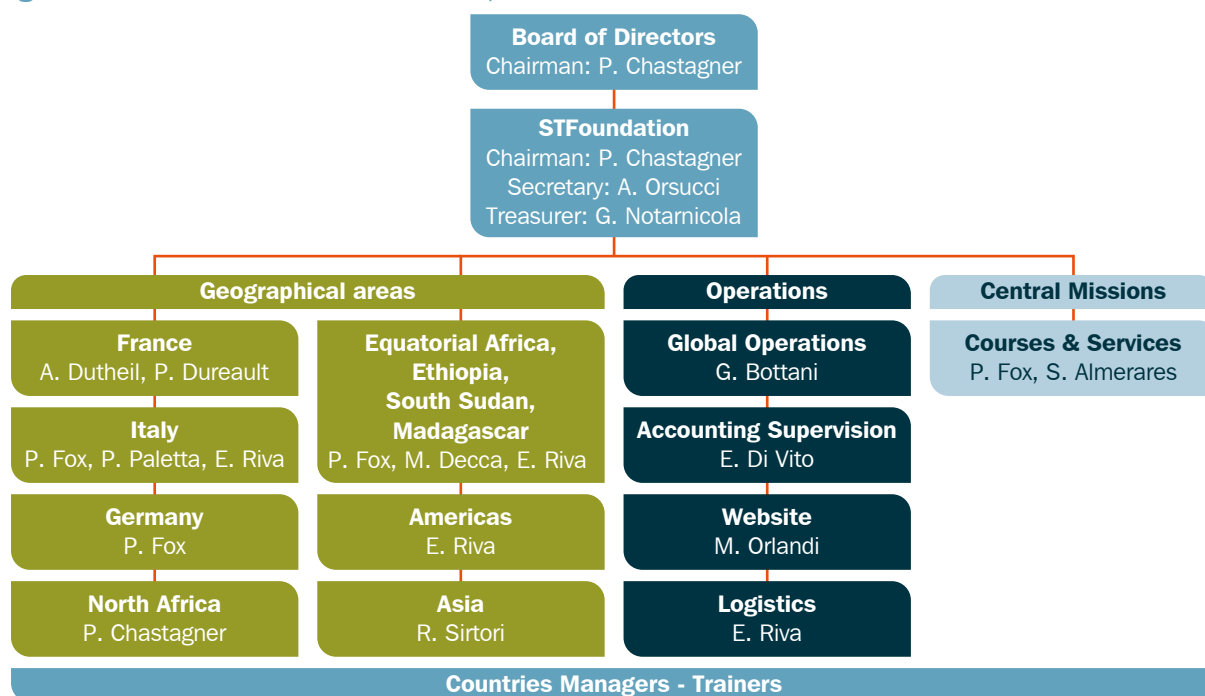 Board of Directors
Chairman: P. Chastagner
STFoundation
Chairman: P. Chastagner
Secretary: A. Orsucci
Treasurer: G. Notarnicola
Geographical areas
Operations
Central Missions
France
A. Dutheil, P. Dureault
Italy
P. Fox, P. Paletta, E. Riva
Germany
P. Fox
North Africa
P. Chastagner
Equatorial Africa,
Ethiopia,
South Sudan,
Madagascar
P. Fox, M. Decca, E. Riva
Americas
E. Riva
Asia
R. Sirtori
Global Operations
G. Bottani
Accounting Supervision
E. Di Vito
Website
M. Orlandi
Logistics
E. Riva
Courses & Services
P. Fox, S. Almerares
Countries Managers - Trainers